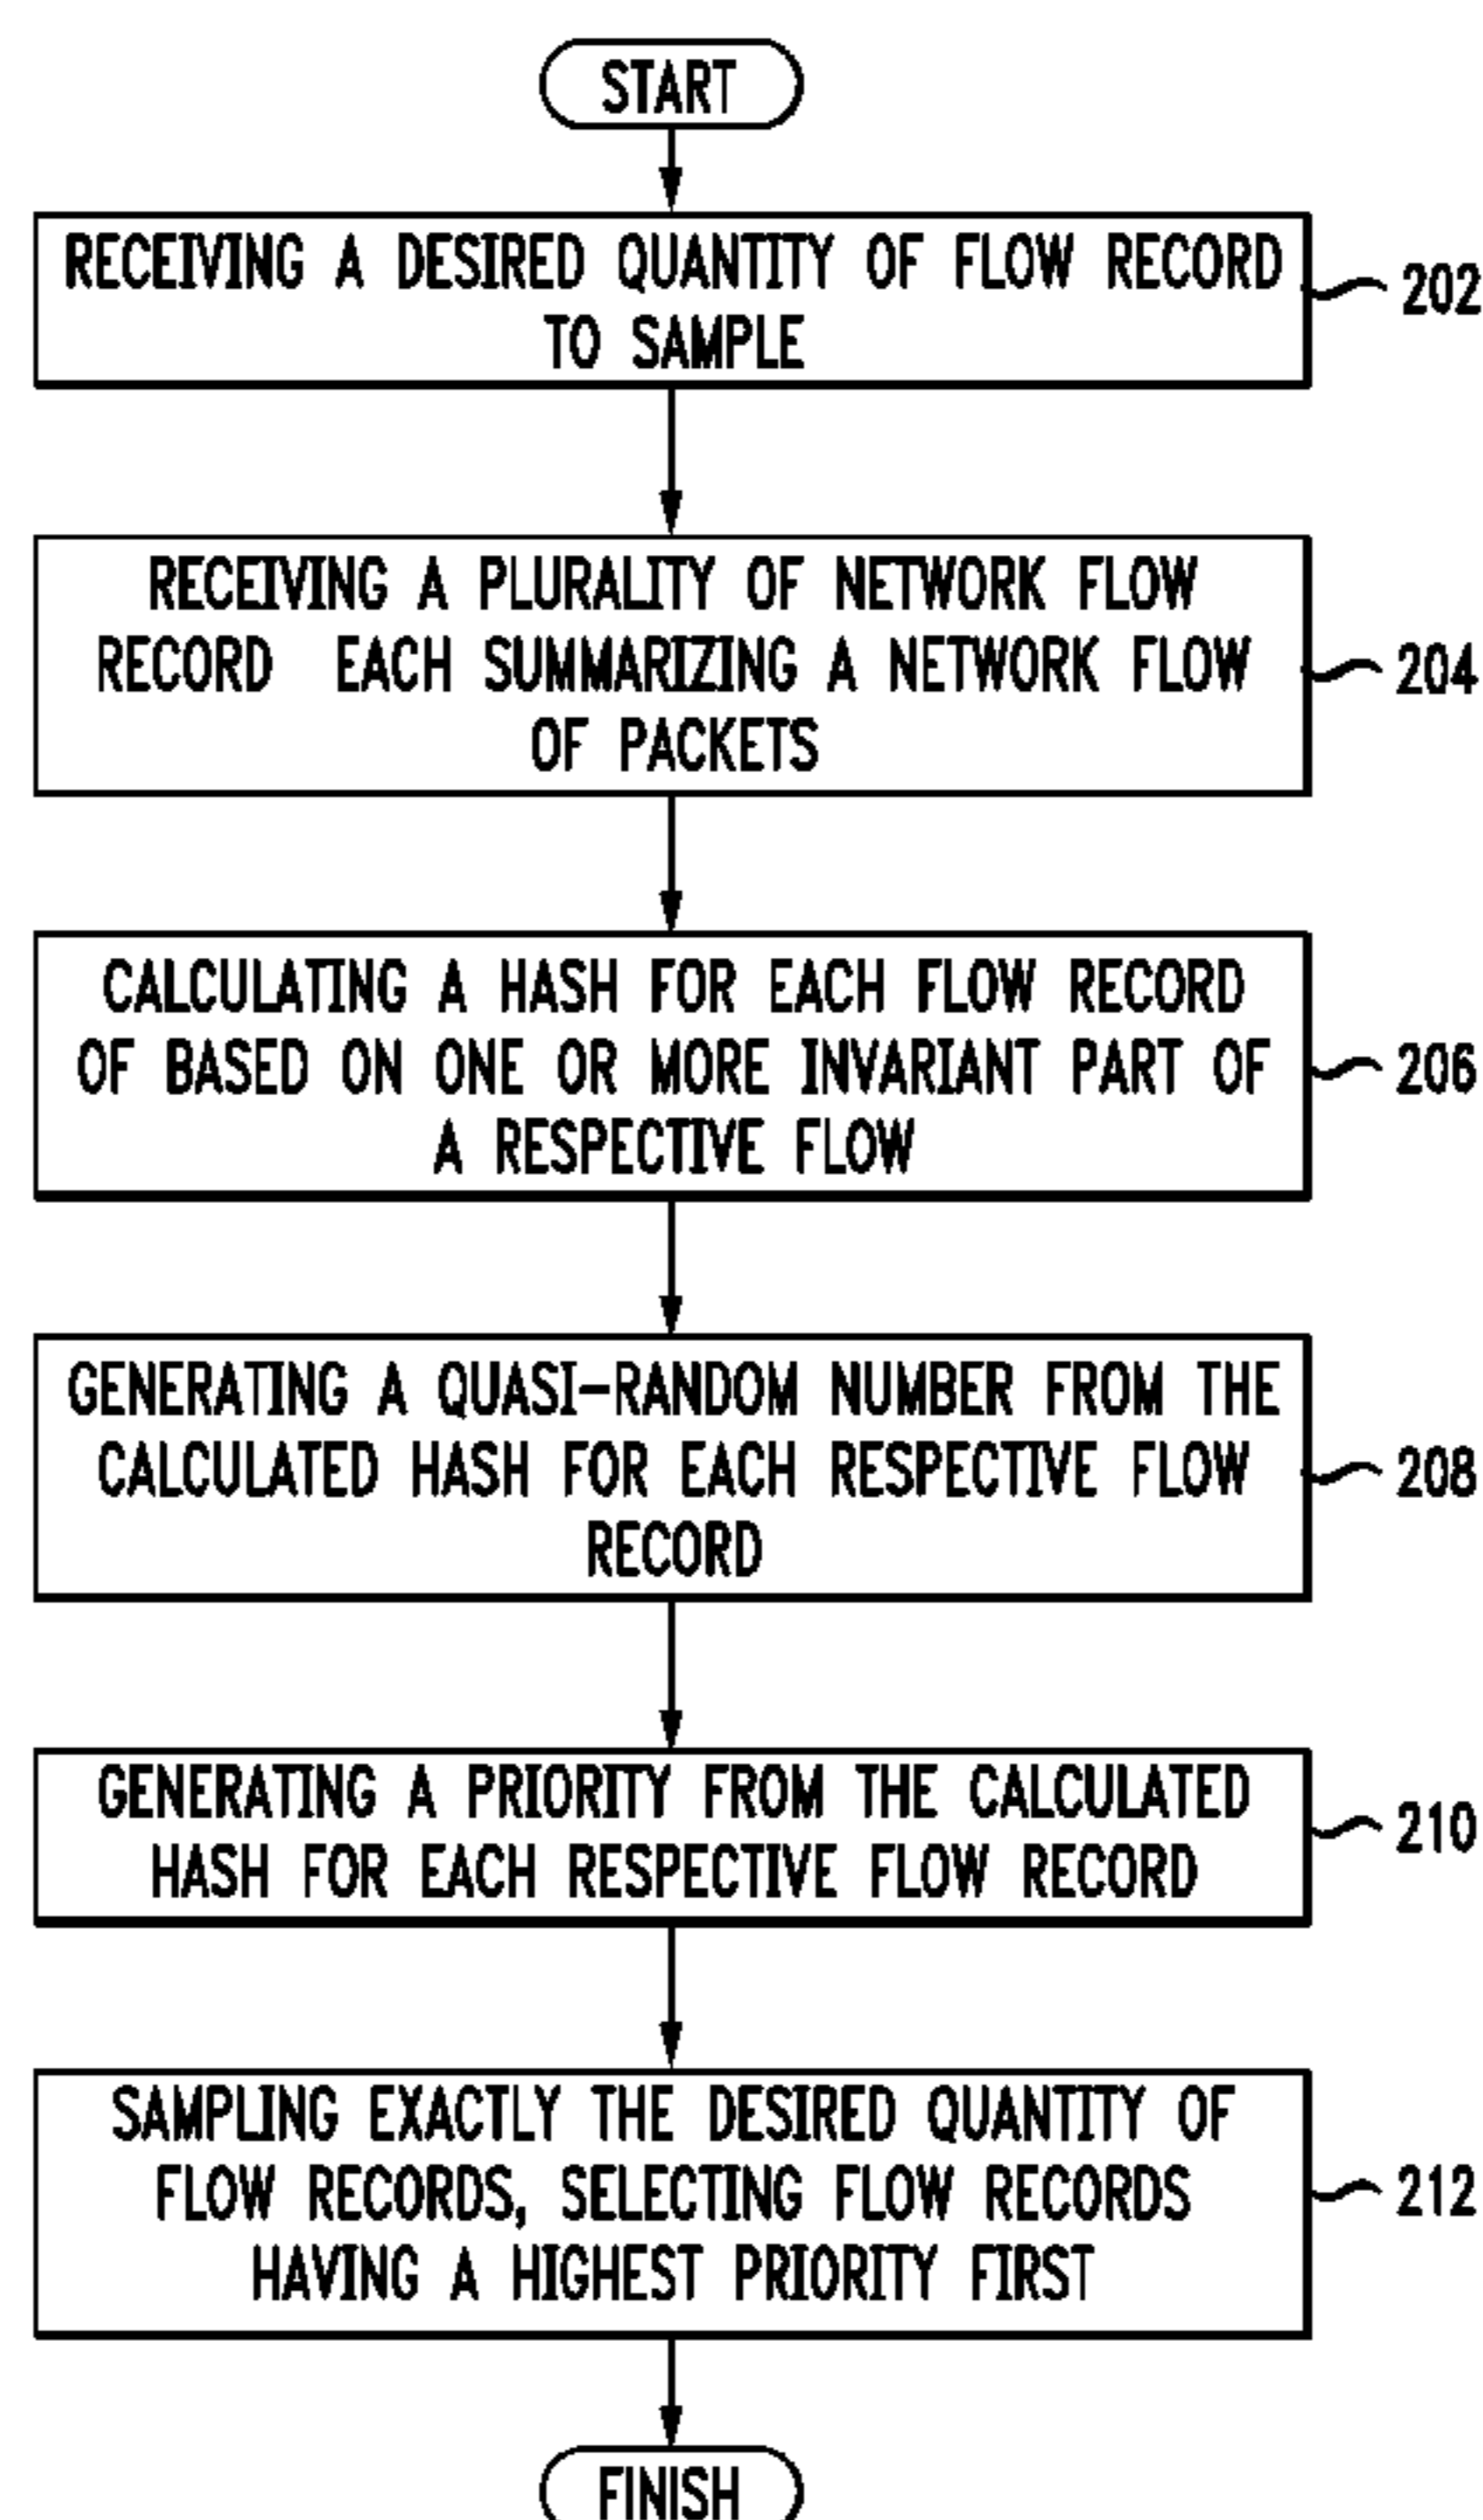 START
RECEIVING A DESIRED QUANTITY OF FLOW RECORD
TO SAMPLE
202
RECEIVING A PLURALITY OF NETWORK FLOW
RECORD EACH SUMMARIZING A NETWORK FLOW
OF PACKETS
204
CALCULATING A HASH FOR EACH FLOW RECORD
OF BASED ON ONE OR MORE INVARIANT PART OF
A RESPECTIVE FLOW
206
GENERATING A QUASI-RANDOM NUMBER FROM THE
CALCULATED HASH FOR EACH RESPECTIVE FLOW
RECORD
208
GENERATING A PRIORITY FROM THE CALCULATED
HASH FOR EACH RESPECTIVE FLOW RECORD
210
SAMPLING EXACTLY THE DESIRED QUANTITY OF
FLOW RECORDS, SELECTING FLOW RECORDS
HAVING A HIGHEST PRIORITY FIRST
212
FINISH